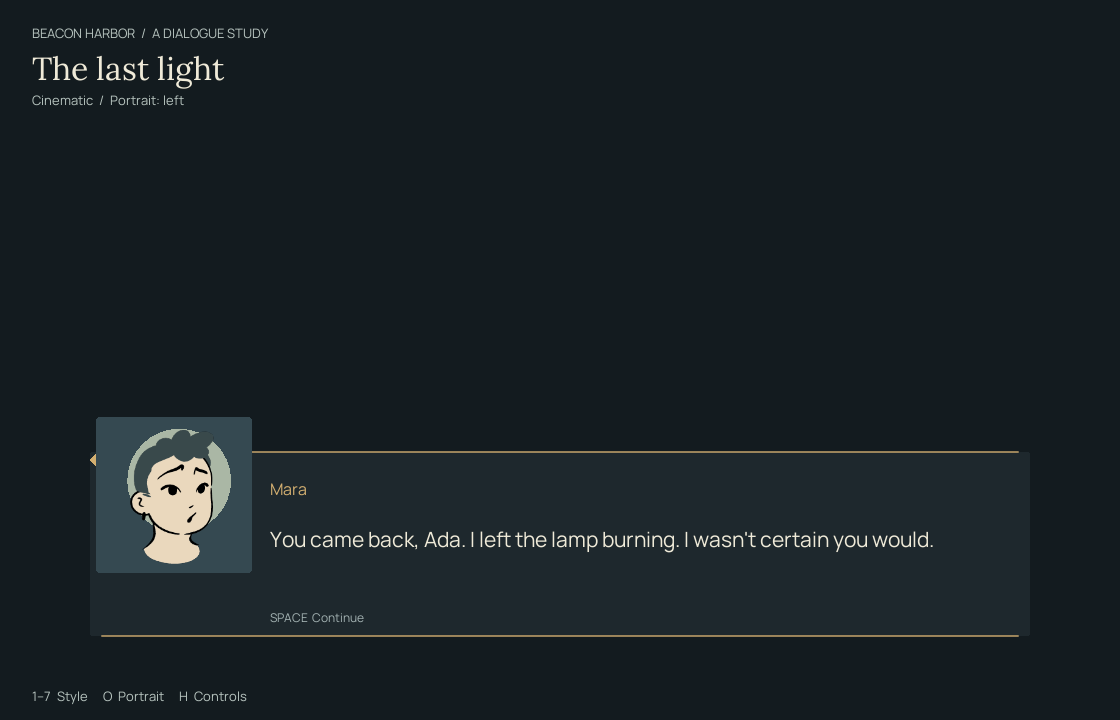 BEACON HARBOR / A DIALOGUE STUDY
The last light
Cinematic / Portrait: left
Mara
You came back, Ada. I left the lamp burning. I wasn't certain you would.
SPACE Continue
1–7 Style O Portrait H Controls